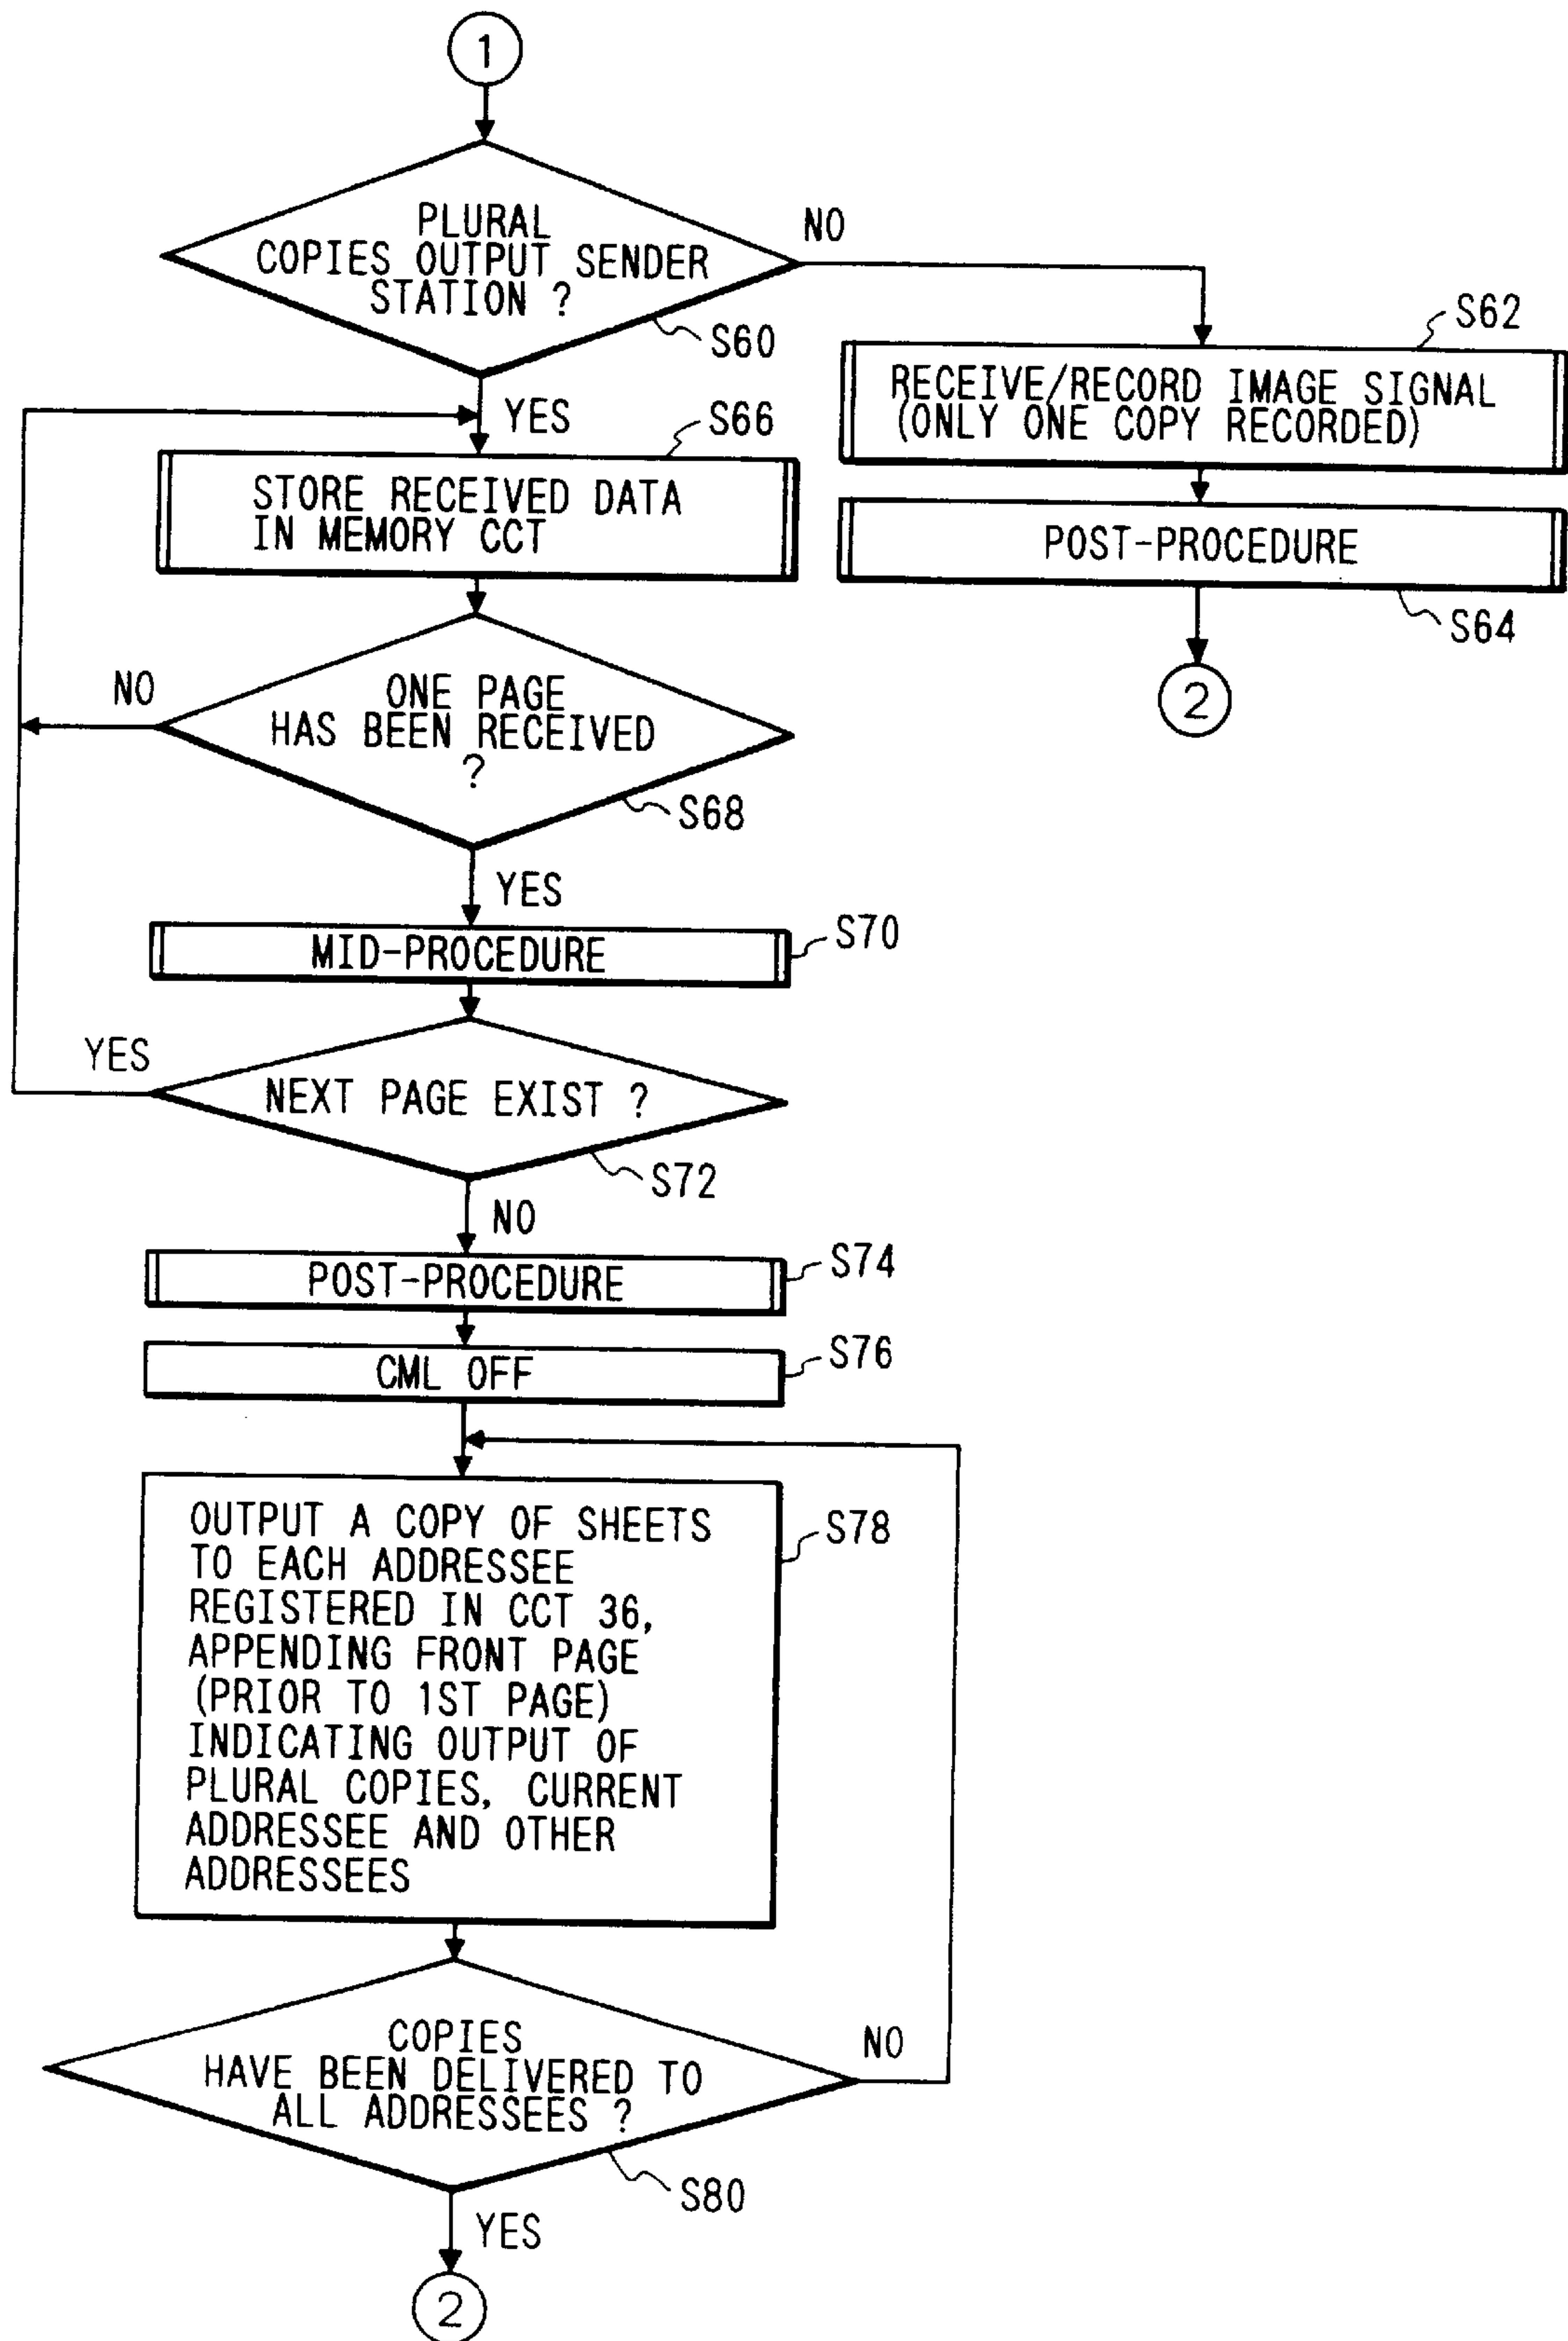 1
PLURAL
COPIES OUTPUT SENDER
STATION ?
NO
S60
YES
S62
RECEIVE/RECORD IMAGE SIGNAL
(ONLY ONE COPY RECORDED)
POST-PROCEDURE
S64
2
S66
STORE RECEIVED DATA
IN MEMORY CCT
NO
ONE PAGE
HAS BEEN RECEIVED
?
S68
YES
MID-PROCEDURE
S70
YES
NEXT PAGE EXIST ?
S72
NO
POST-PROCEDURE
S74
CML OFF
S76
OUTPUT A COPY OF SHEETS
TO EACH ADDRESSEE
REGISTERED IN CCT 36,
APPENDING FRONT PAGE
(PRIOR TO 1ST PAGE)
INDICATING OUTPUT OF
PLURAL COPIES, CURRENT
ADDRESSEE AND OTHER
ADDRESSEES
S78
COPIES
HAVE BEEN DELIVERED TO
ALL ADDRESSEES ?
NO
S80
YES
2